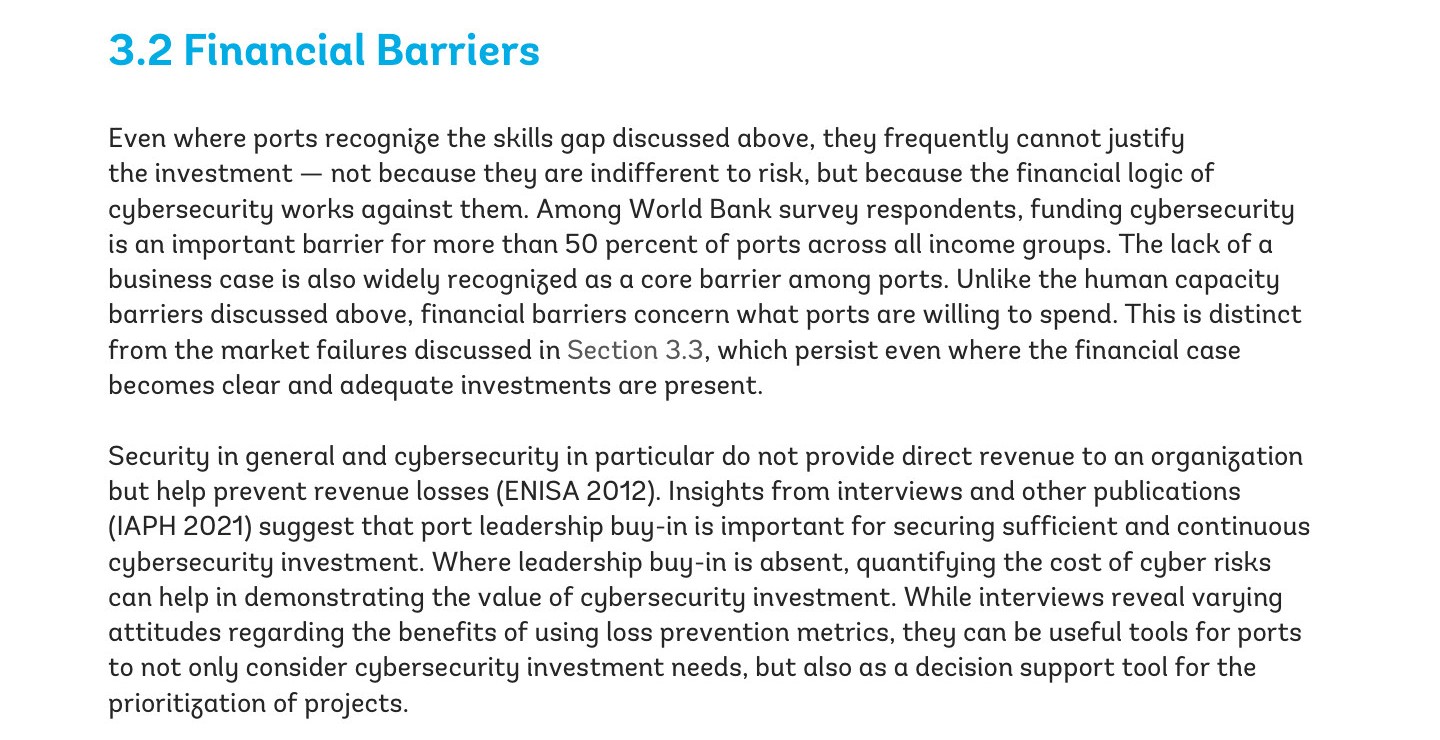 3.2 Financial Barriers
Even where ports recognize the skills gap discussed above, they frequently cannot justify
the investment — not because they are indifferent to risk, but because the financial logic of
cybersecurity works against them. Among World Bank survey respondents, funding cybersecurity
is an important barrier for more than 50 percent of ports across all income groups. The lack of a
business case is also widely recognized as a core barrier among ports. Unlike the human capacity
barriers discussed above, financial barriers concern what ports are willing to spend. This is distinct
from the market failures discussed in Section 3.3, which persist even where the financial case
becomes clear and adequate investments are present.
Security in general and cybersecurity in particular do not provide direct revenue to an organization
but help prevent revenue losses (ENISA 2012). Insights from interviews and other publications
(IAPH 2021) suggest that port leadership buy-in is important for securing sufficient and continuous
cybersecurity investment. Where leadership buy-in is absent, quantifying the cost of cyber risks
can help in demonstrating the value of cybersecurity investment. While interviews reveal varying
attitudes regarding the benefits of using loss prevention metrics, they can be useful tools for ports
to not only consider cybersecurity investment needs, but also as a decision support tool for the
prioritization of projects.